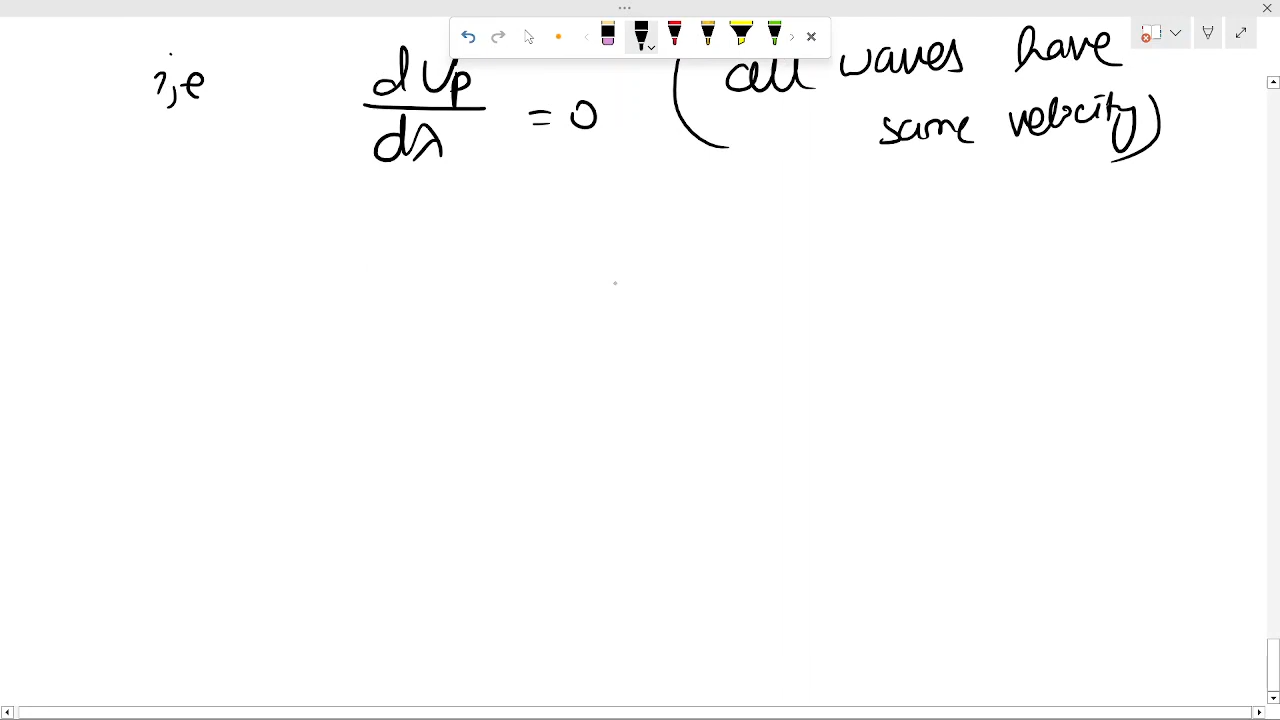 i,e dVp/dλ = 0 (all waves have
same velocity)